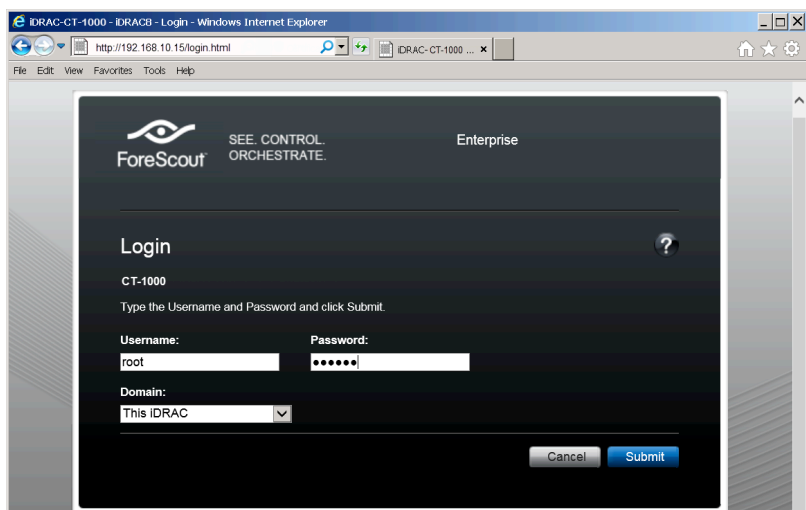 iDRAC-CT-1000 - iDRAC8 - Login - Windows Internet Explorer
http://192.168.10.15/login.html
iDRAC- CT-1000 ...
File Edit View Favorites Tools Help
ForeScout
SEE. CONTROL.
ORCHESTRATE.
Enterprise
Login
?
CT-1000
Type the Username and Password and click Submit.
Username: Password:
root ••••••
Domain:
This iDRAC
Cancel Submit